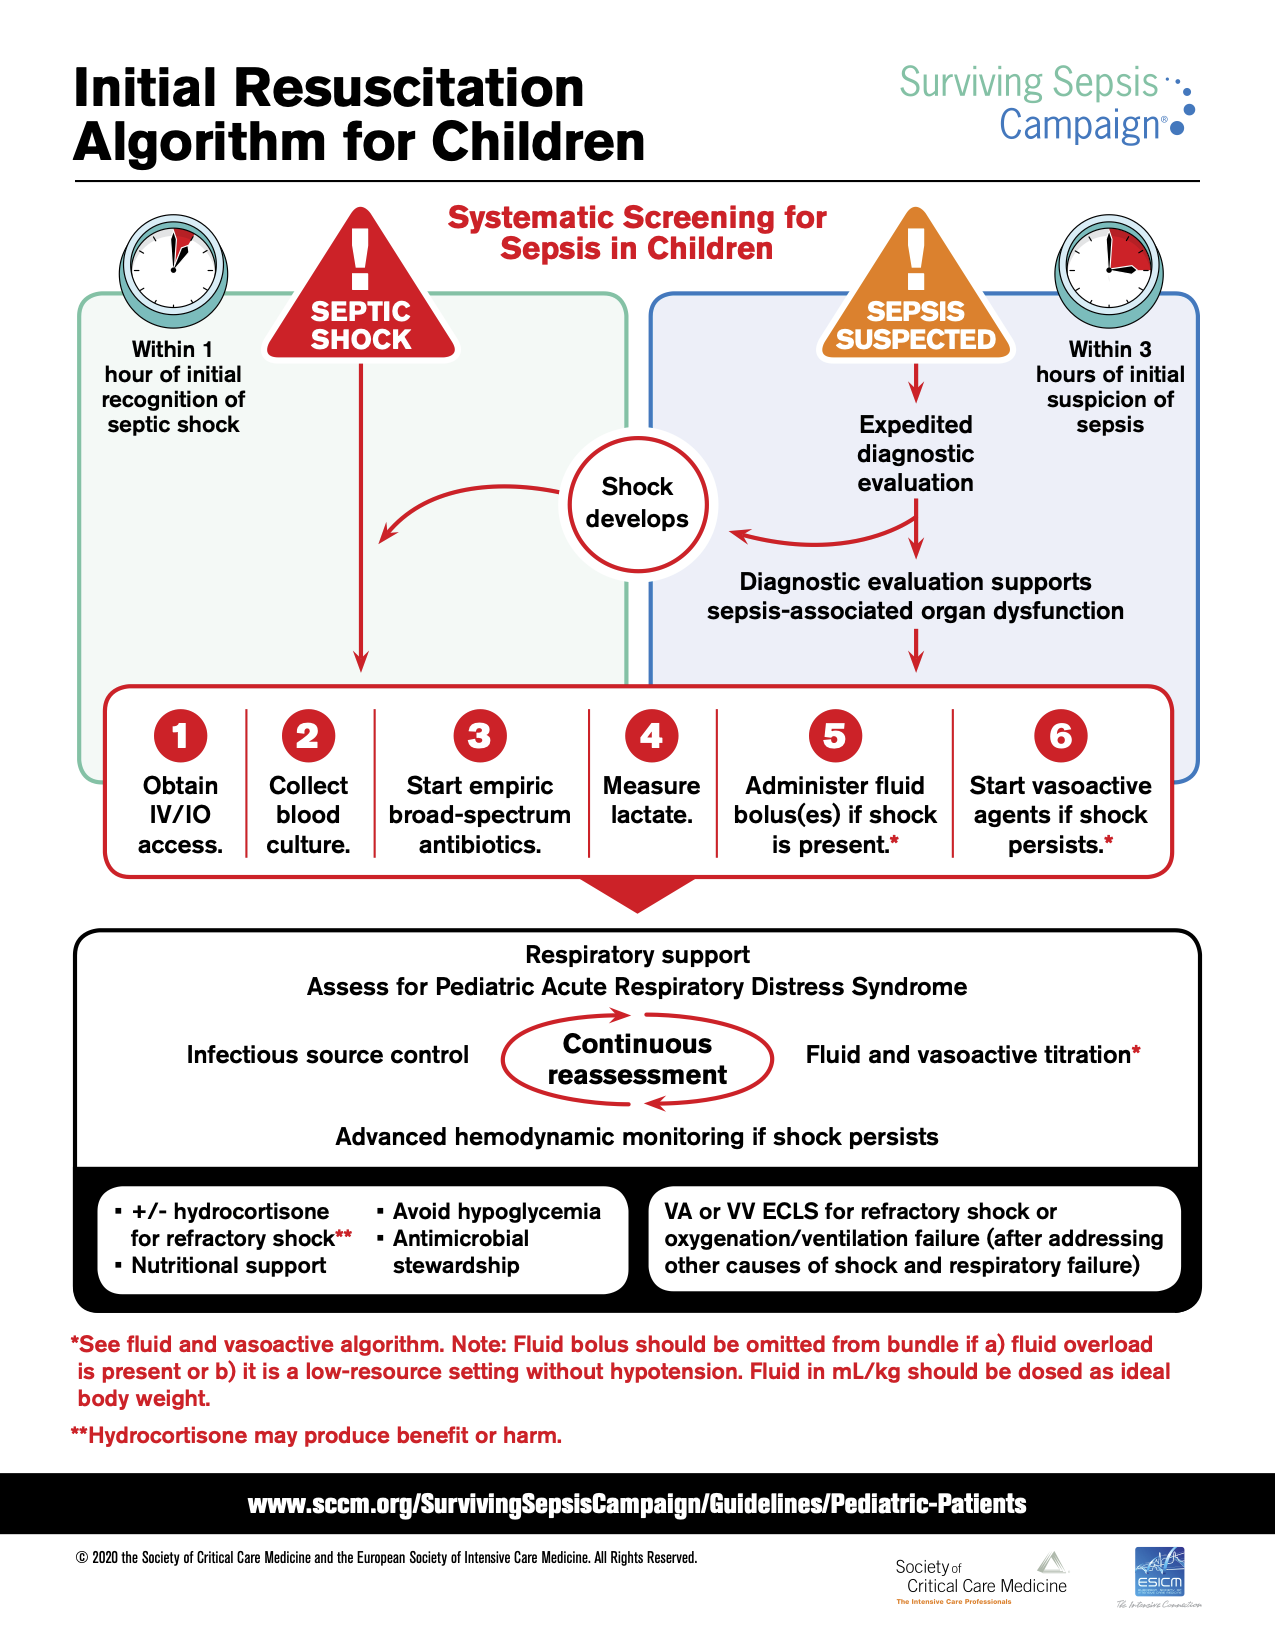 Initial Resuscitation
Algorithm for Children
Surviving Sepsis
Campaign®
Systematic Screening for
Sepsis in Children
!
SEPTIC
SHOCK
!
SEPSIS
SUSPECTED
Within 1
hour of initial
recognition of
septic shock
Within 3
hours of initial
suspicion of
sepsis
Expedited
diagnostic
evaluation
Shock
develops
Diagnostic evaluation supports
sepsis-associated organ dysfunction
1
Obtain
IV/IO
access.
2
Collect
blood
culture.
3
Start empiric
broad-spectrum
antibiotics.
4
Measure
lactate.
5
Administer fluid
bolus(es) if shock
is present.*
6
Start vasoactive
agents if shock
persists.*
Respiratory support
Assess for Pediatric Acute Respiratory Distress Syndrome
Infectious source control
Continuous
reassessment
Fluid and vasoactive titration*
Advanced hemodynamic monitoring if shock persists
▪ +/- hydrocortisone
for refractory shock**
▪ Nutritional support
▪ Avoid hypoglycemia
▪ Antimicrobial
stewardship
VA or VV ECLS for refractory shock or
oxygenation/ventilation failure (after addressing
other causes of shock and respiratory failure)
*See fluid and vasoactive algorithm. Note: Fluid bolus should be omitted from bundle if a) fluid overload
is present or b) it is a low-resource setting without hypotension. Fluid in mL/kg should be dosed as ideal
body weight.
**Hydrocortisone may produce benefit or harm.
www.sccm.org/SurvivingSepsisCampaign/Guidelines/Pediatric-Patients
© 2020 the Society of Critical Care Medicine and the European Society of Intensive Care Medicine. All Rights Reserved.
Society of
Critical Care Medicine
The Intensive Care Professionals
ESICM
The Intensive Connection